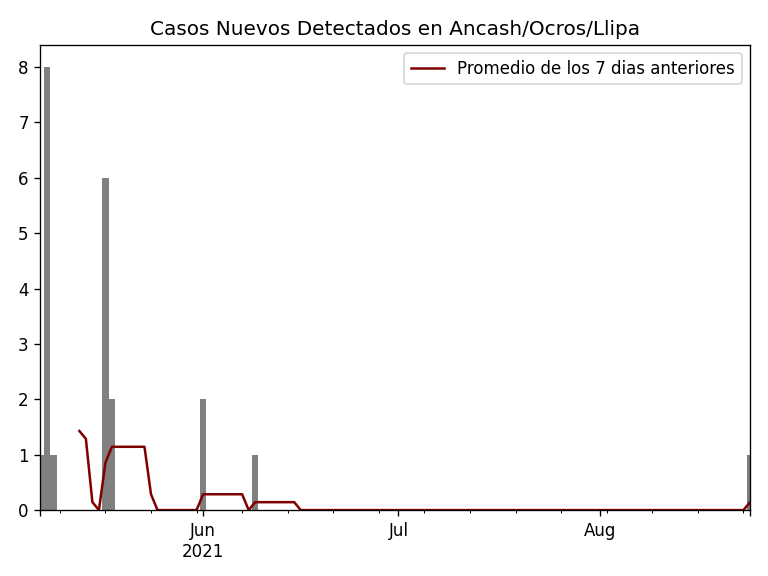 Casos Nuevos Detectados en Ancash/Ocros/Llipa
Promedio de los 7 dias anteriores
8
7
6
5
4
3
2
1
0
Jun
2021
Jul
Aug